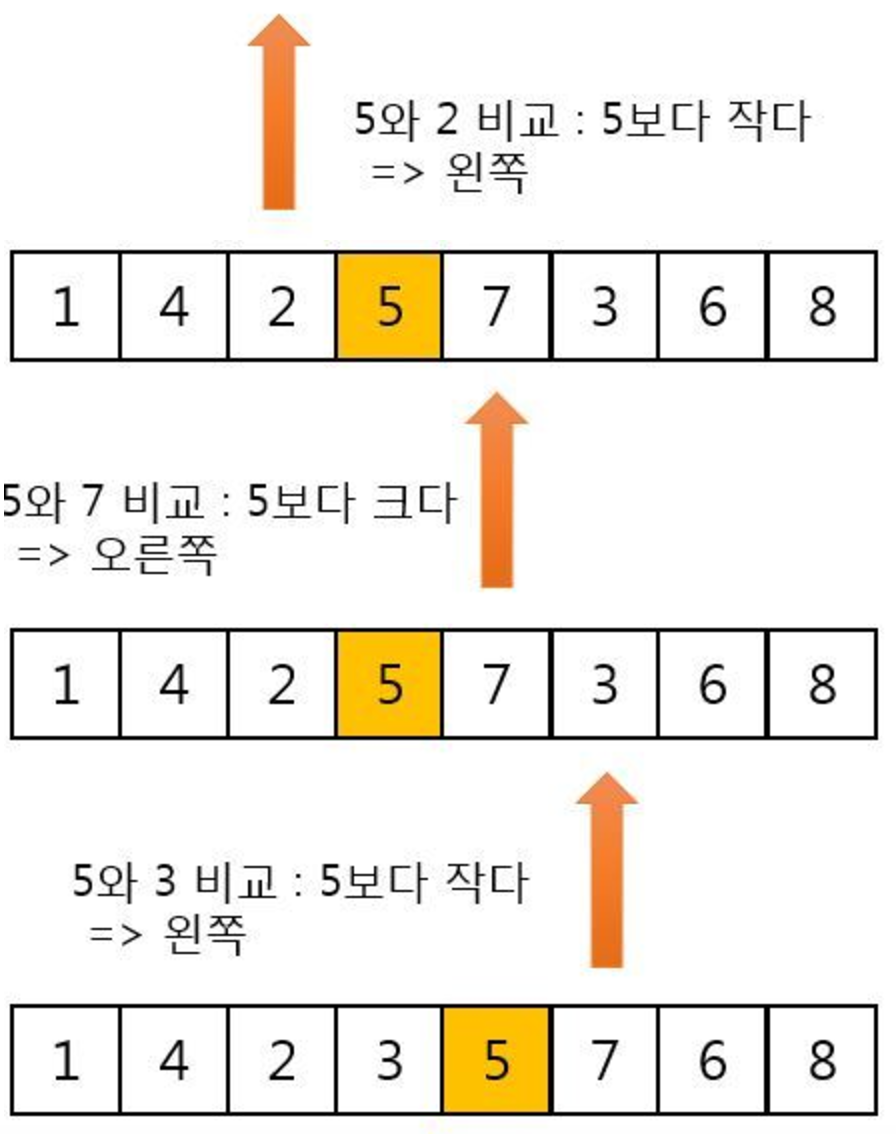 5와 2 비교 : 5보다 작다
=> 왼쪽
1 4 2 5 7 3 6 8
5와 7 비교 : 5보다 크다
=> 오른쪽
1 4 2 5 7 3 6 8
5와 3 비교 : 5보다 작다
=> 왼쪽
1 4 2 3 5 7 6 8